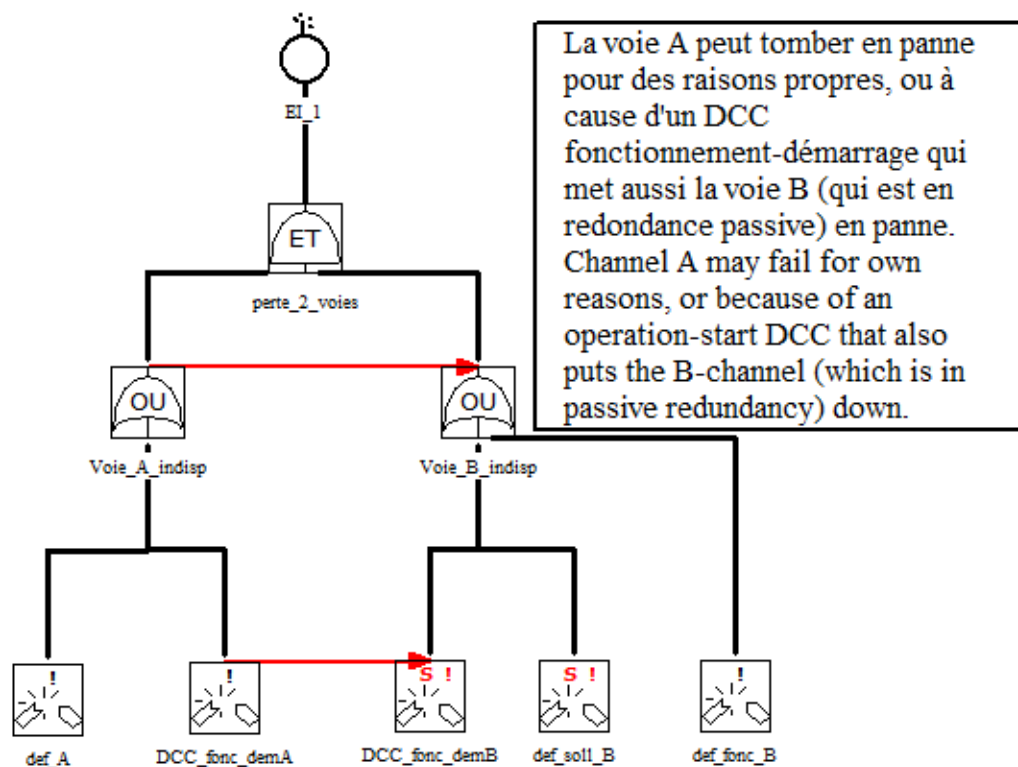 La voie A peut tomber en panne
pour des raisons propres, ou à
cause d'un DCC
fonctionnement-démarrage qui
met aussi la voie B (qui est en
redondance passive) en panne.
Channel A may fail for own
reasons, or because of an
operation-start DCC that also
puts the B-channel (which is in
passive redundancy) down.
EI_1
ET
perte_2_voies
OU
OU
Voie_A_indisp
Voie_B_indisp
!
!
S !
S !
!
def_A
DCC_fonc_demA
DCC_fonc_demB
def_soll_B
def_fonc_B